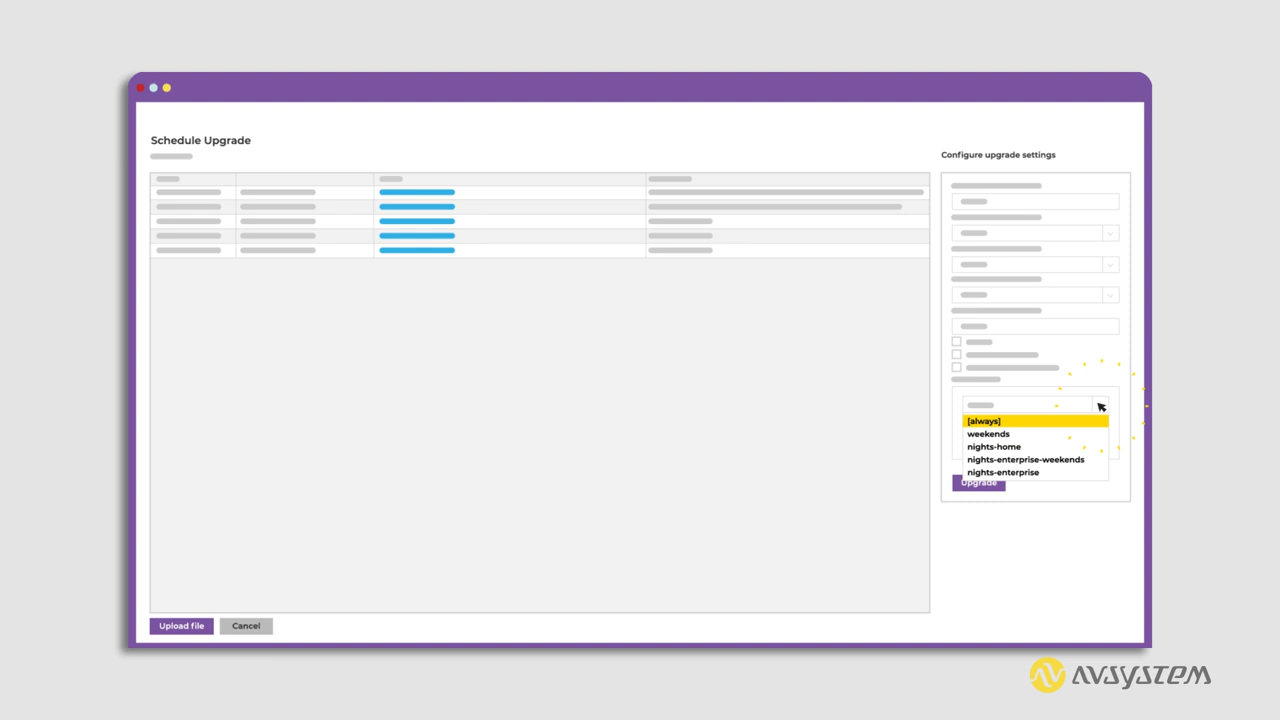 Schedule Upgrade
Configure upgrade settings
[always]
weekends
nights-home
nights-enterprise-weekends
nights-enterprise
Upgrade
Upload file
Cancel
AVSYSTEM